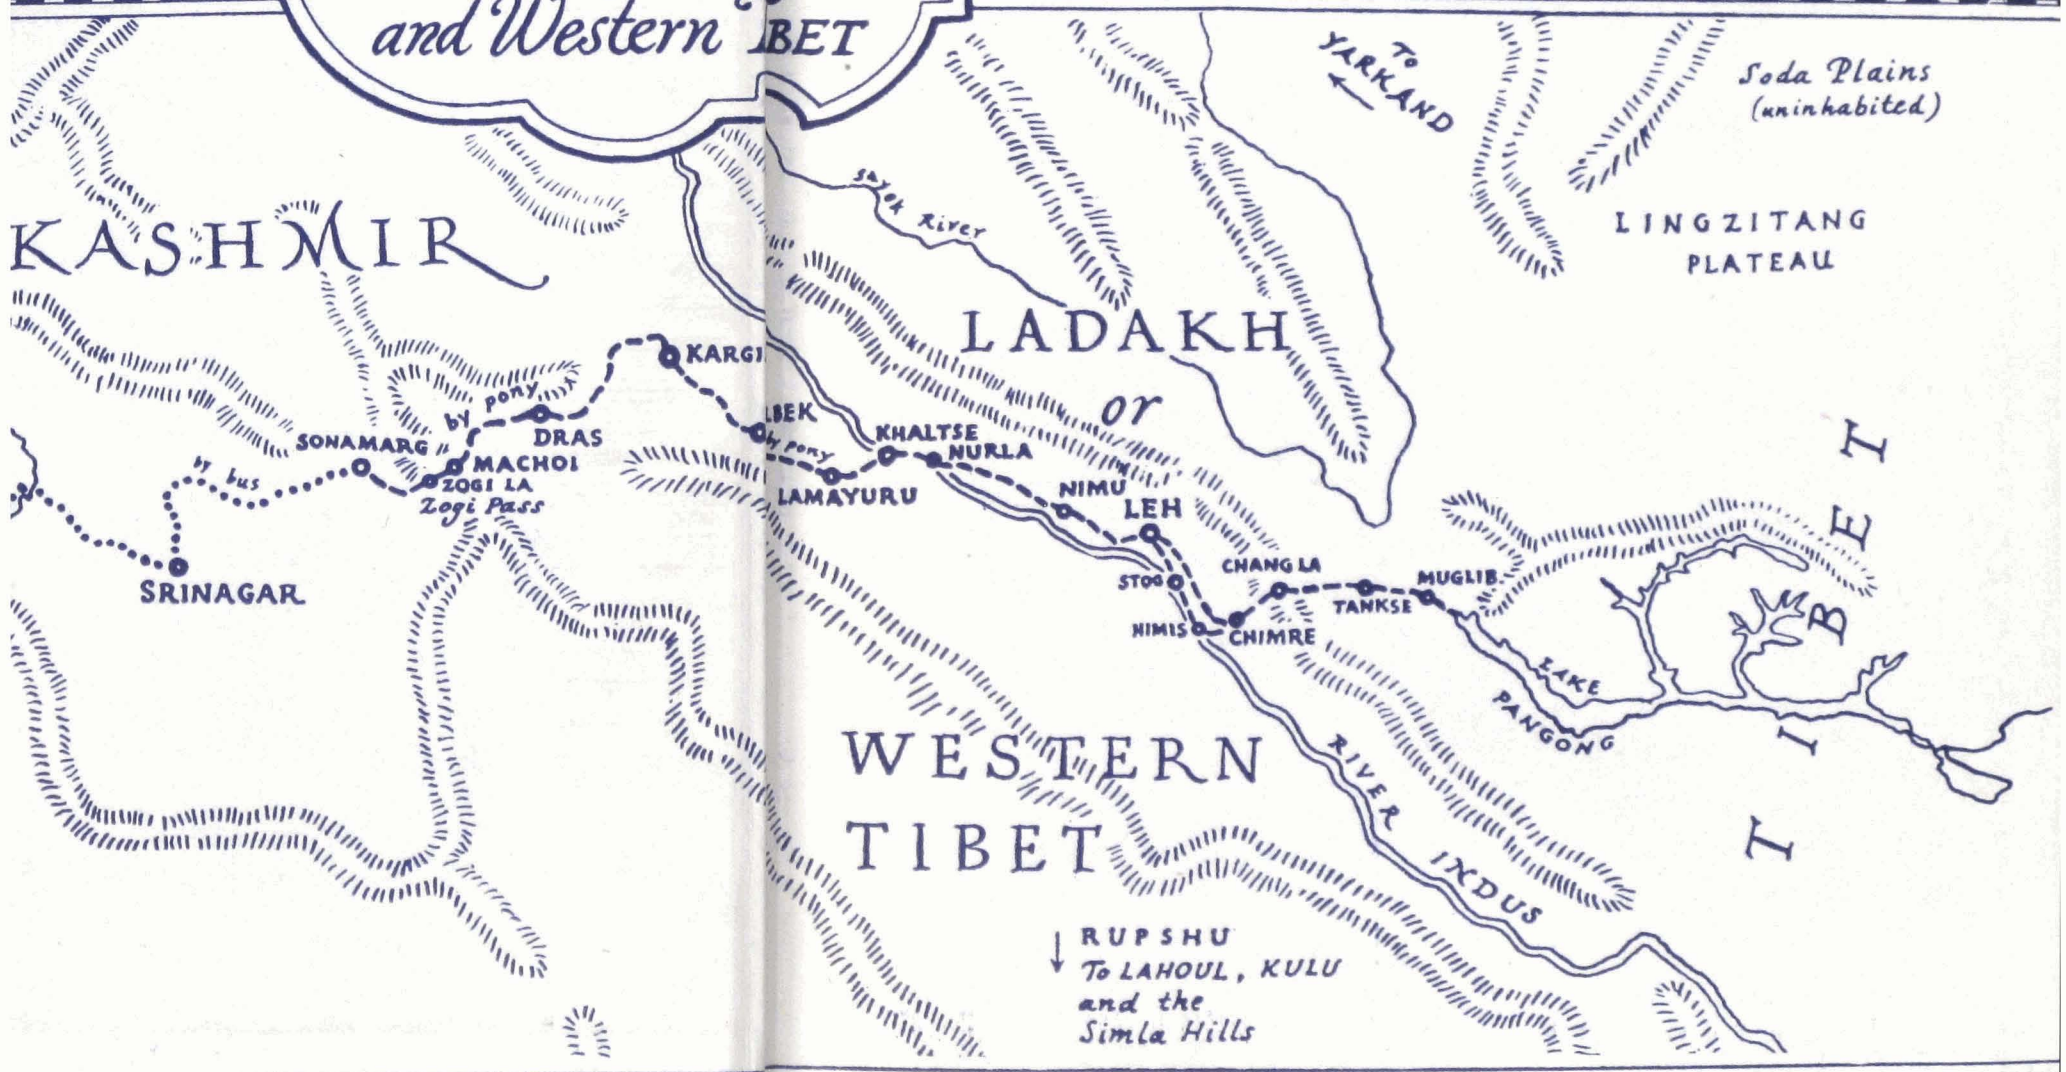 and Western
BET
To
YARKAND
Soda Plains
(uninhabited)
LINGZITANG
PLATEAU
KASHMIR
Sayok River
LADAKH
or
WESTERN
TIBET
KARGI
LBEK
by pony
DRAS
by pony
SONAMARG
MACHOI
ZOGI LA
Zogi Pass
by bus
SRINAGAR
KHALTSE
NURLA
LAMAYURU
NIMU
LEH
STOG
HIMIS
CHIMRE
CHANG LA
TANKSE
MUGLIB
LAKE
PANGONG
TIBET
RIVER
INDUS
RUPSHU
To LAHOUL, KULU
and the
Simla Hills